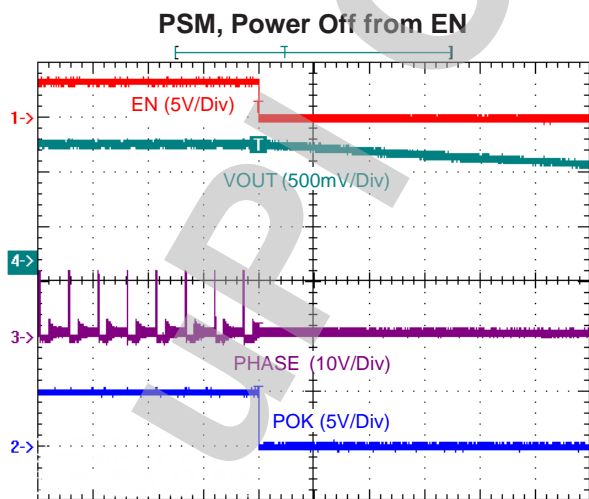 PSM, Power Off from EN
EN (5V/Div)
1->
T
VOUT (500mV/Div)
4->
3->
PHASE (10V/Div)
POK (5V/Div)
2->
UPI C